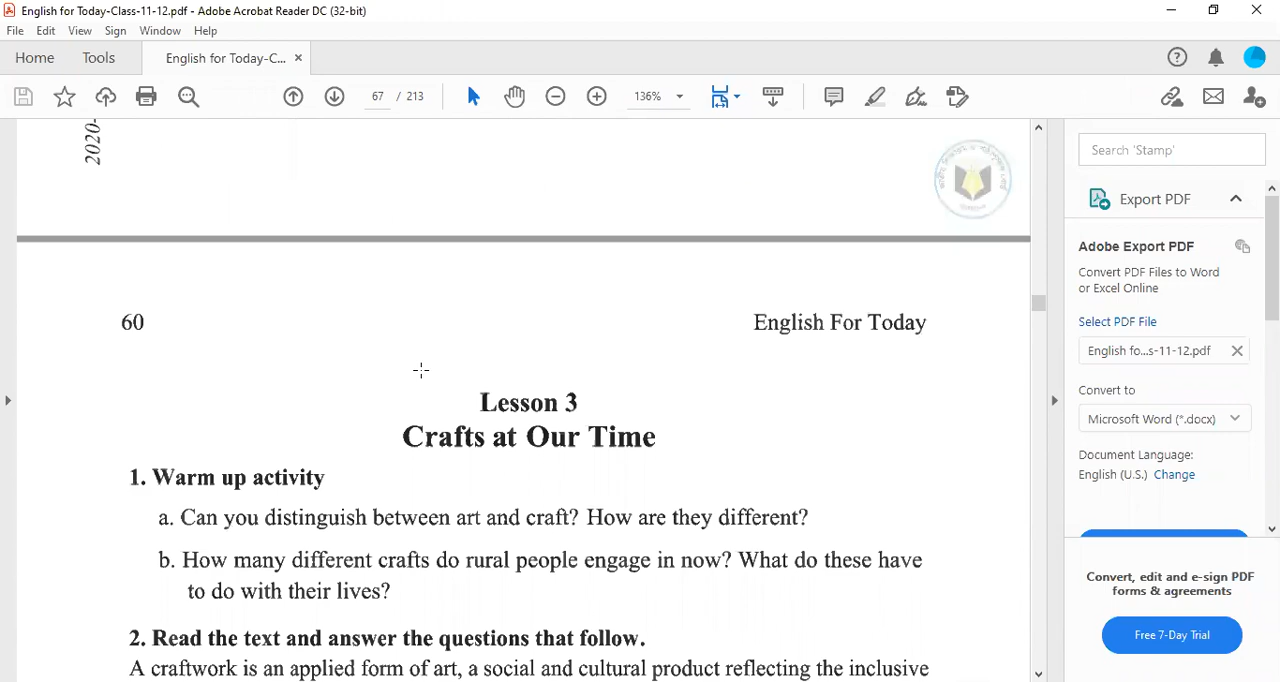 English for Today-Class-11-12.pdf - Adobe Acrobat Reader DC (32-bit)
File Edit View Sign Window Help
Home Tools English for Today-C... ×
67 / 213 136%
2020-
Search 'Stamp'
Export PDF
Adobe Export PDF
Convert PDF Files to Word
or Excel Online
Select PDF File
English fo...s-11-12.pdf
Convert to
Microsoft Word (*.docx)
Document Language:
English (U.S.) Change
Convert, edit and e-sign PDF
forms & agreements
Free 7-Day Trial
60 English For Today
Lesson 3
Crafts at Our Time
1. Warm up activity
a. Can you distinguish between art and craft? How are they different?
b. How many different crafts do rural people engage in now? What do these have
to do with their lives?
2. Read the text and answer the questions that follow.
A craftwork is an applied form of art, a social and cultural product reflecting the inclusive